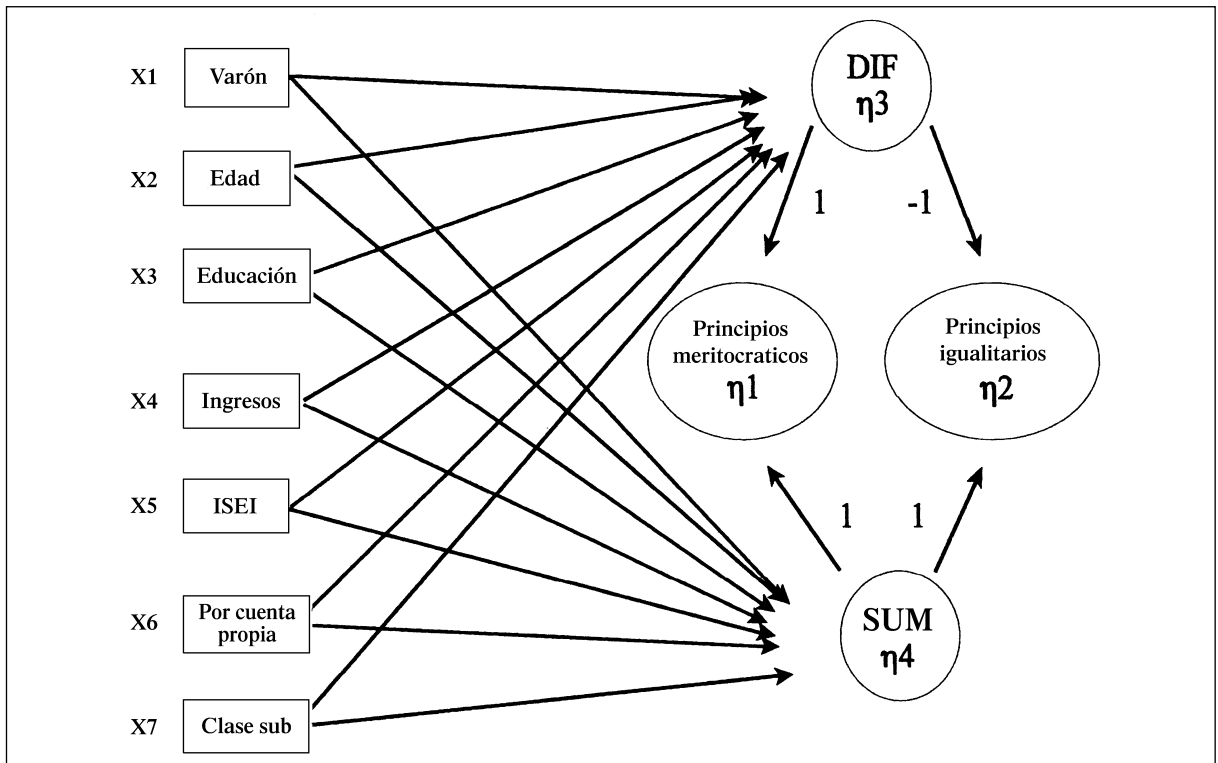 X1 Varón
X2 Edad
X3 Educación
X4 Ingresos
X5 ISEI
X6 Por cuenta
propia
X7 Clase sub
DIF
η3
1
-1
Principios
meritocraticos
η1
Principios
igualitarios
η2
1
1
SUM
η4